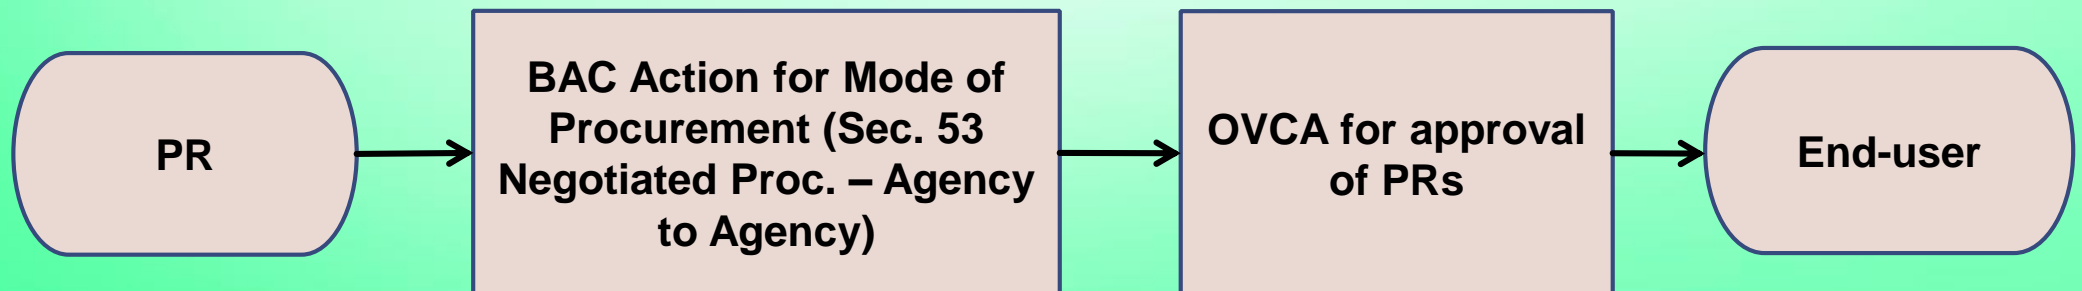 PR
BAC Action for Mode of
Procurement (Sec. 53
Negotiated Proc. – Agency
to Agency)
OVCA for approval
of PRs
End-user